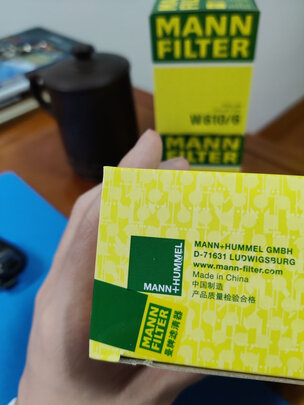 MANN
FILTER
W 610/6
MANN
FILTER
MANN+HUMMEL GMBH
D-71631 LUDWIGSBURG
www.mann-filter.com
Made in China
中国制造
产品质量检验合格
MANN+HUMMEL
MANN
FILTER
曼牌滤清器